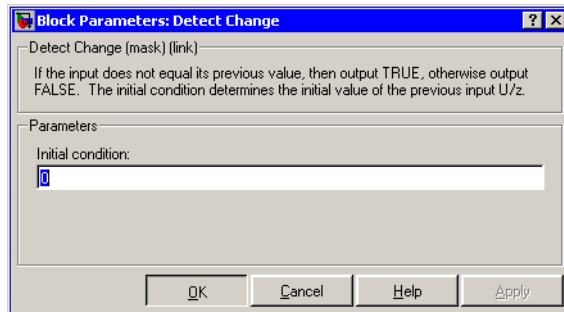 Block Parameters: Detect Change
Detect Change (mask) (link)
If the input does not equal its previous value, then output TRUE, otherwise output
FALSE.  The initial condition determines the initial value of the previous input U/z.
Parameters
Initial condition:
0
OK
Cancel
Help
Apply